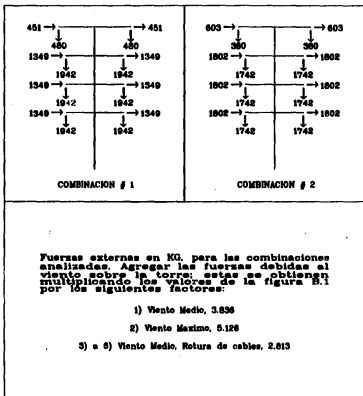 451 451 603 603
480 480 380 380
1349 1349 1802 1802
1942 1942 1742 1742
1349 1349 1802 1802
1942 1942 1742 1742
1349 1349 1802 1802
1942 1942 1742 1742
COMBINACION # 1 COMBINACION # 2
Fuerzas externas en KG. para las combinaciones
analizadas. Agregar las fuerzas debidas al
viento sobre la torre; estas se obtienen
multiplicando los valores de la figura B.1
por los siguientes factores:
1) Viento Medio, 3.836
2) Viento Maximo, 5.126
3) a 6) Viento Medio, Rotura de cables, 2.813